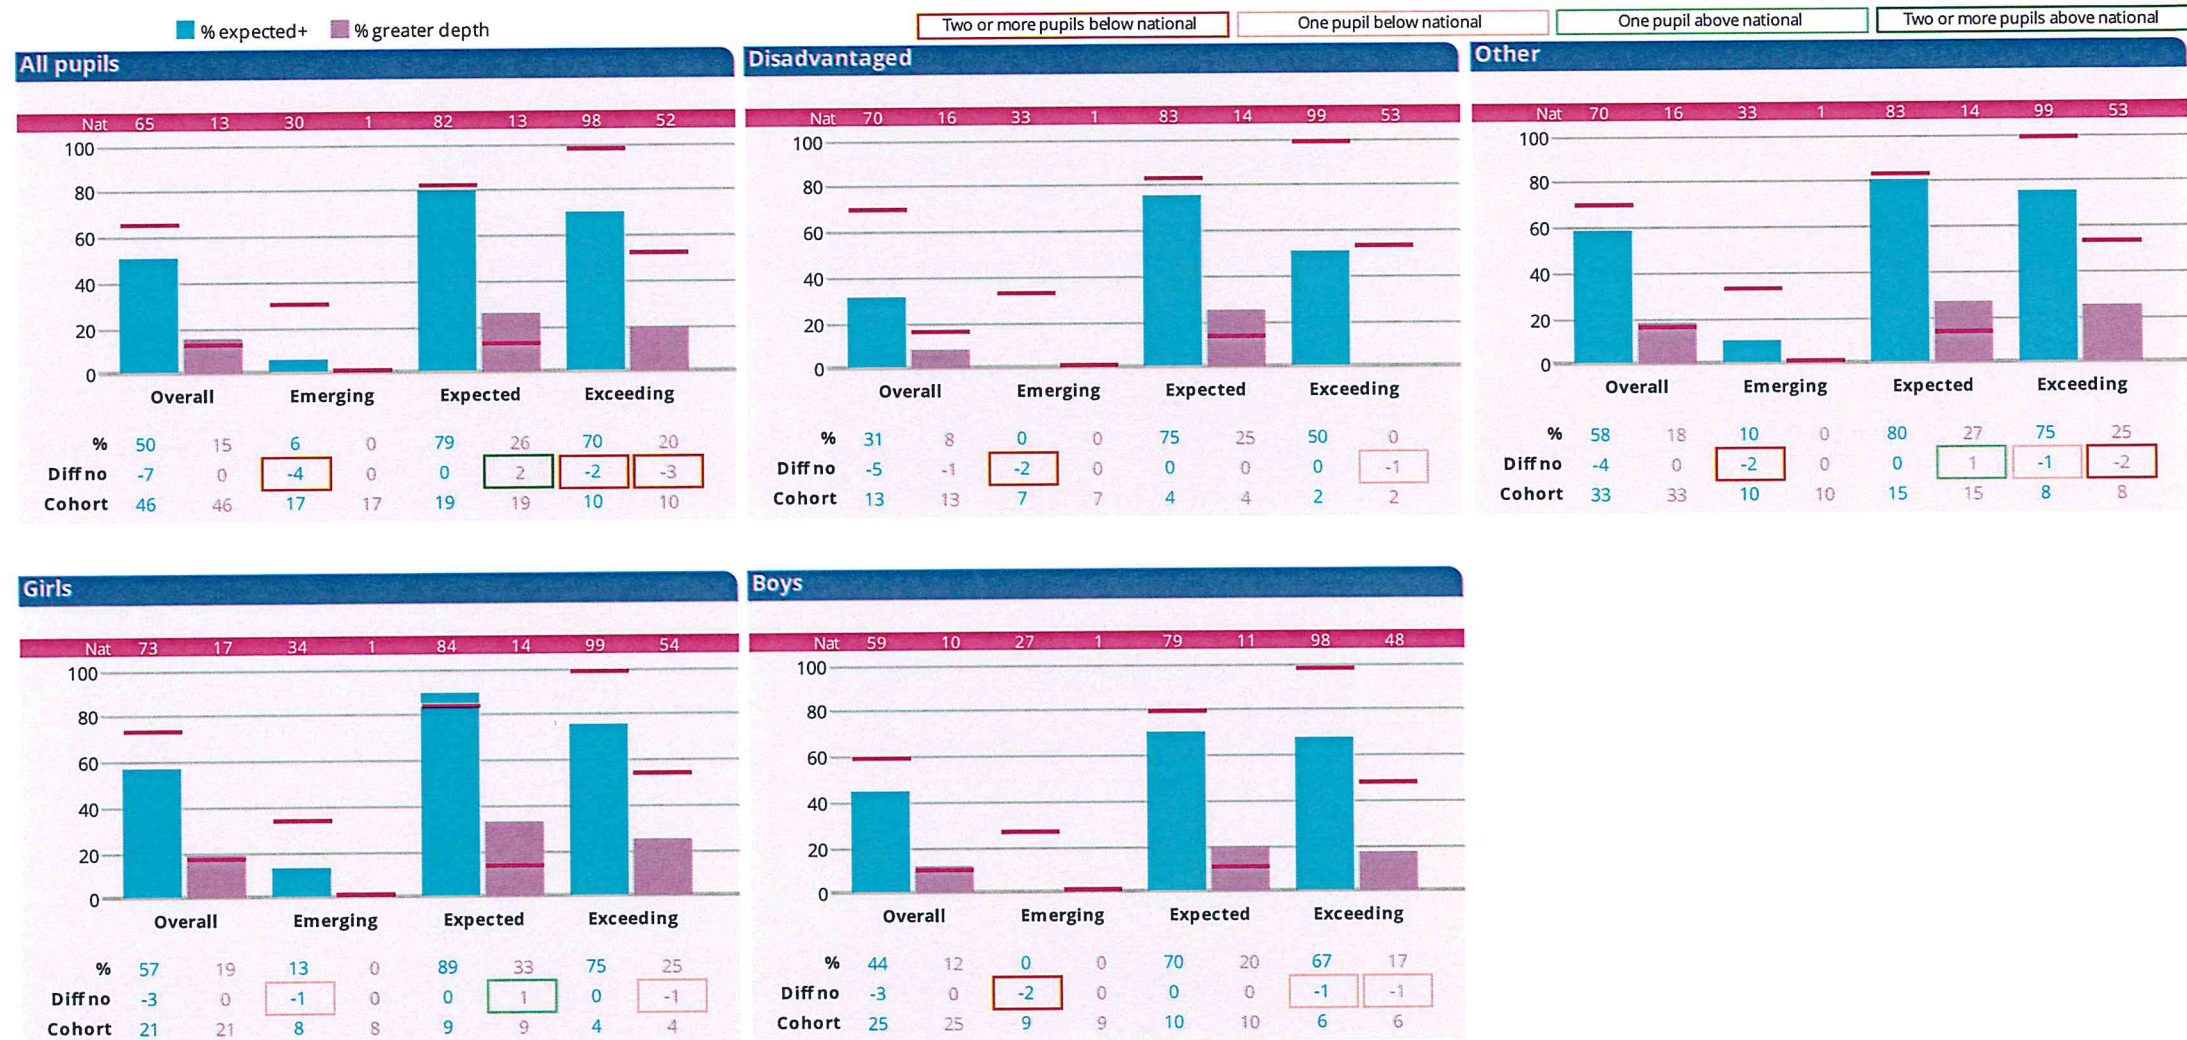 % expected+ % greater depth
Two or more pupils below national One pupil below national One pupil above national Two or more pupils above national
All pupils
Nat 65 13 30 1 82 13 98 52
100
80
60
40
20
0
Overall Emerging Expected Exceeding
% 50 15 6 0 79 26 70 20
Diff no -7 0 -4 0 0 2 -2 -3
Cohort 46 46 17 17 19 19 10 10
Disadvantaged
Nat 70 16 33 1 83 14 99 53
100
80
60
40
20
0
Overall Emerging Expected Exceeding
% 31 8 0 0 75 25 50 0
Diff no -5 -1 -2 0 0 0 0 -1
Cohort 13 13 7 7 4 4 2 2
Other
Nat 70 16 33 1 83 14 99 53
100
80
60
40
20
0
Overall Emerging Expected Exceeding
% 58 18 10 0 80 27 75 25
Diff no -4 0 -2 0 0 1 -1 -2
Cohort 33 33 10 10 15 15 8 8
Girls
Nat 73 17 34 1 84 14 99 54
100
80
60
40
20
0
Overall Emerging Expected Exceeding
% 57 19 13 0 89 33 75 25
Diff no -3 0 -1 0 0 1 0 -1
Cohort 21 21 8 8 9 9 4 4
Boys
Nat 59 10 27 1 79 11 98 48
100
80
60
40
20
0
Overall Emerging Expected Exceeding
% 44 12 0 0 70 20 67 17
Diff no -3 0 -2 0 0 0 -1 -1
Cohort 25 25 9 9 10 10 6 6